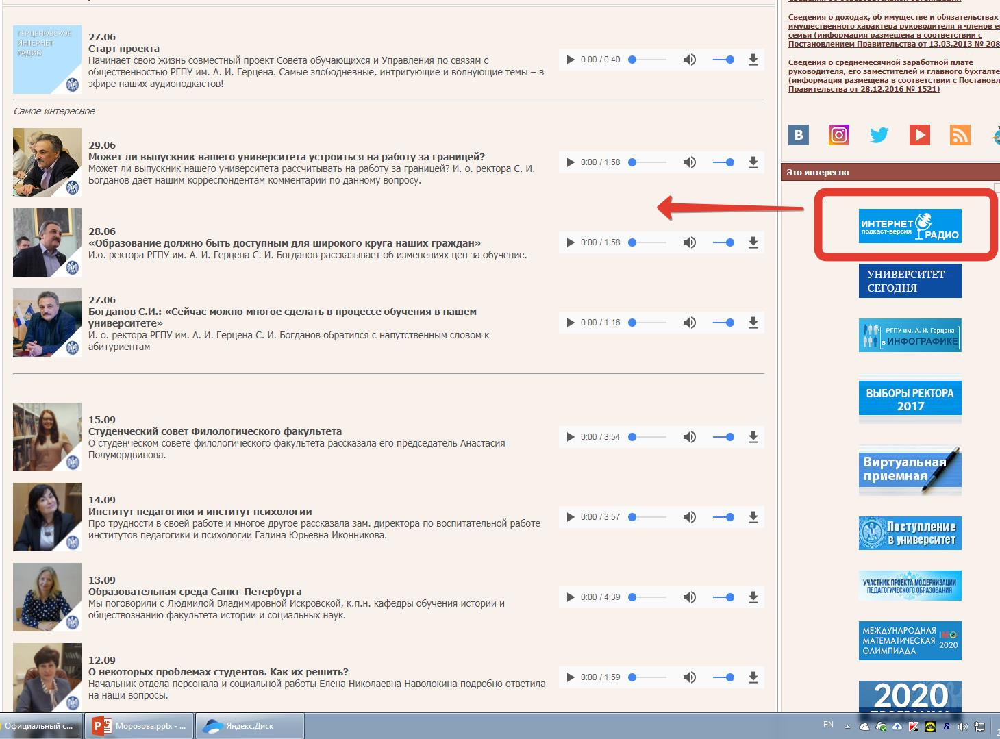 ГЕРЦЕНОВСКОЕ
ИНТЕРНЕТ
РАДИО
27.06
Старт проекта
Начинает свою жизнь совместный проект Совета обучающихся и Управления по связям с
общественностью РГПУ им. А. И. Герцена. Самые злободневные, интригующие и волнующие темы – в
эфире наших аудиоподкастов!
0:00 / 0:40
Самое интересное
29.06
Может ли выпускник нашего университета устроиться на работу за границей?
Может ли выпускник нашего университета рассчитывать на работу за границей? И. о. ректора С. И.
Богданов дает нашим корреспондентам комментарии по данному вопросу.
0:00 / 1:58
28.06
«Образование должно быть доступным для широкого круга наших граждан»
И.о. ректора РГПУ им. А. И. Герцена С. И. Богданов рассказывает об изменениях цен за обучение.
0:00 / 1:58
27.06
Богданов С.И.: «Сейчас можно многое сделать в процессе обучения в нашем
университете»
И. о. ректора РГПУ им. А. И. Герцена С. И. Богданов обратился с напутственным словом к
абитуриентам
0:00 / 1:16
15.09
Студенческий совет Филологического факультета
О студенческом совете филологического факультета рассказала его председатель Анастасия
Полумордвинова.
0:00 / 3:54
14.09
Институт педагогики и институт психологии
Про трудности в своей работе и многое другое рассказала зам. директора по воспитательной работе
институтов педагогики и психологии Галина Юрьевна Иконникова.
0:00 / 3:57
13.09
Образовательная среда Санкт-Петербурга
Мы поговорили с Людмилой Владимировной Искровской, к.п.н. кафедры обучения истории и
обществознанию факультета истории и социальных наук.
0:00 / 4:39
12.09
О некоторых проблемах студентов. Как их решить?
Начальник отдела персонала и социальной работы Елена Николаевна Наволокина подробно ответила
на наши вопросы.
0:00 / 1:59
Сведения о доходах, об имуществе и обязательствах
имущественного характера руководителя и членов е
семьи (информация размещена в соответствии с
Постановлением Правительства от 13.03.2013 № 208
Сведения о среднемесячной заработной плате
руководителя, его заместителей и главного бухгалте
(информация размещена в соответствии с Постановл
Правительства от 28.12.2016 № 1521)
В
Это интересно
ИНТЕРНЕТ
подкаст-версия
РАДИО
УНИВЕРСИТЕТ
СЕГОДНЯ
РГПУ им. А. И. Герцена
в ИНФОГРАФИКЕ
ВЫБОРЫ РЕКТОРА
2017
Виртуальная
приемная
Поступление
в университет
УЧАСТНИК ПРОЕКТА МОДЕРНИЗАЦИИ
ПЕДАГОГИЧЕСКОГО ОБРАЗОВАНИЯ
МЕЖДУНАРОДНАЯ
МАТЕМАТИЧЕСКАЯ
ОЛИМПИАДА
IMO
2020
2020
Официальный с...
Морозова.pptx - ...
Яндекс.Диск
EN